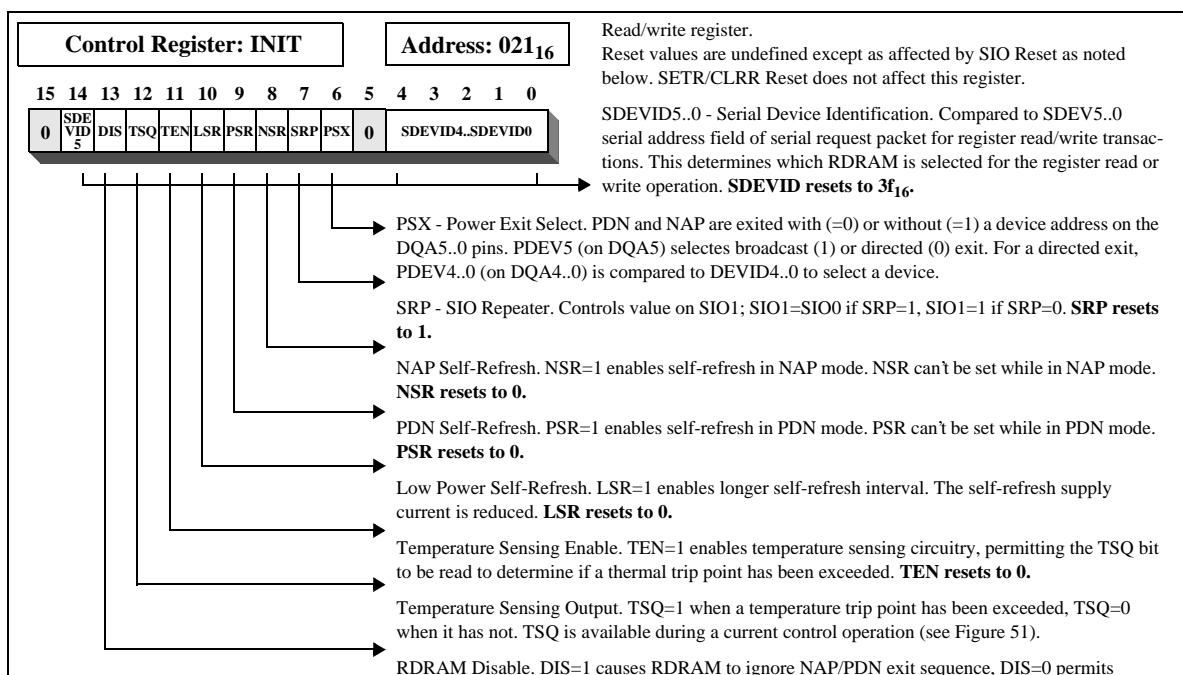 Control Register: INIT
Address: 021₁₆
Read/write register.
Reset values are undefined except as affected by SIO Reset as noted
below. SETR/CLRR Reset does not affect this register.
15 14 13 12 11 10 9 8 7 6 5 4 3 2 1 0
0 SDE VID 5 DIS TSQ TEN LSR PSR NSR SRP PSX 0 SDEVID4..SDEVID0
SDEVID5..0 - Serial Device Identification. Compared to SDEV5..0
serial address field of serial request packet for register read/write transac-
tions. This determines which RDRAM is selected for the register read or
write operation. SDEVID resets to 3f₁₆.
PSX - Power Exit Select. PDN and NAP are exited with (=0) or without (=1) a device address on the
DQA5..0 pins. PDEV5 (on DQA5) selectes broadcast (1) or directed (0) exit. For a directed exit,
PDEV4..0 (on DQA4..0) is compared to DEVID4..0 to select a device.
SRP - SIO Repeater. Controls value on SIO1; SIO1=SIO0 if SRP=1, SIO1=1 if SRP=0. SRP resets
to 1.
NAP Self-Refresh. NSR=1 enables self-refresh in NAP mode. NSR can't be set while in NAP mode.
NSR resets to 0.
PDN Self-Refresh. PSR=1 enables self-refresh in PDN mode. PSR can't be set while in PDN mode.
PSR resets to 0.
Low Power Self-Refresh. LSR=1 enables longer self-refresh interval. The self-refresh supply
current is reduced. LSR resets to 0.
Temperature Sensing Enable. TEN=1 enables temperature sensing circuitry, permitting the TSQ bit
to be read to determine if a thermal trip point has been exceeded. TEN resets to 0.
Temperature Sensing Output. TSQ=1 when a temperature trip point has been exceeded, TSQ=0
when it has not. TSQ is available during a current control operation (see Figure 51).
RDRAM Disable. DIS=1 causes RDRAM to ignore NAP/PDN exit sequence, DIS=0 permits